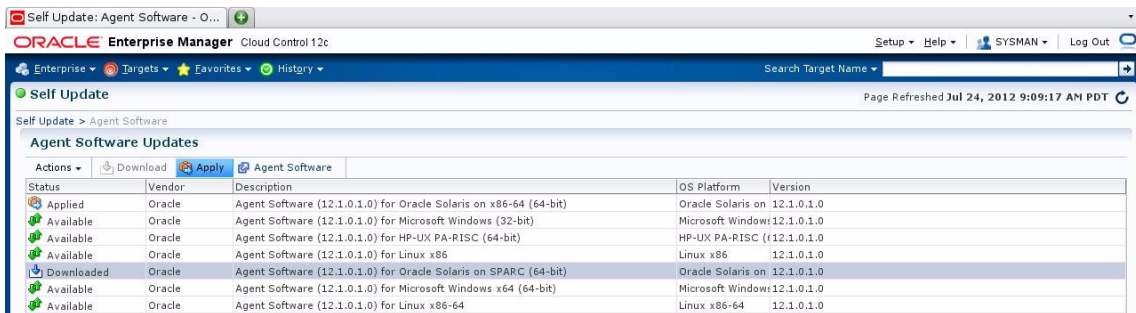 Self Update: Agent Software - O...
ORACLE Enterprise Manager Cloud Control 12c
Setup Help SYSMAN Log Out
Enterprise Targets Favorites History Search Target Name
Self Update Page Refreshed Jul 24, 2012 9:09:17 AM PDT
Self Update > Agent Software
Agent Software Updates
Actions Download Apply Agent Software
Status Vendor Description OS Platform Version
Applied Oracle Agent Software (12.1.0.1.0) for Oracle Solaris on x86-64 (64-bit) Oracle Solaris on 12.1.0.1.0
Available Oracle Agent Software (12.1.0.1.0) for Microsoft Windows (32-bit) Microsoft Windows 12.1.0.1.0
Available Oracle Agent Software (12.1.0.1.0) for HP-UX PA-RISC (64-bit) HP-UX PA-RISC ( 12.1.0.1.0
Available Oracle Agent Software (12.1.0.1.0) for Linux x86 Linux x86 12.1.0.1.0
Downloaded Oracle Agent Software (12.1.0.1.0) for Oracle Solaris on SPARC (64-bit) Oracle Solaris on 12.1.0.1.0
Available Oracle Agent Software (12.1.0.1.0) for Microsoft Windows x64 (64-bit) Microsoft Windows 12.1.0.1.0
Available Oracle Agent Software (12.1.0.1.0) for Linux x86-64 Linux x86-64 12.1.0.1.0